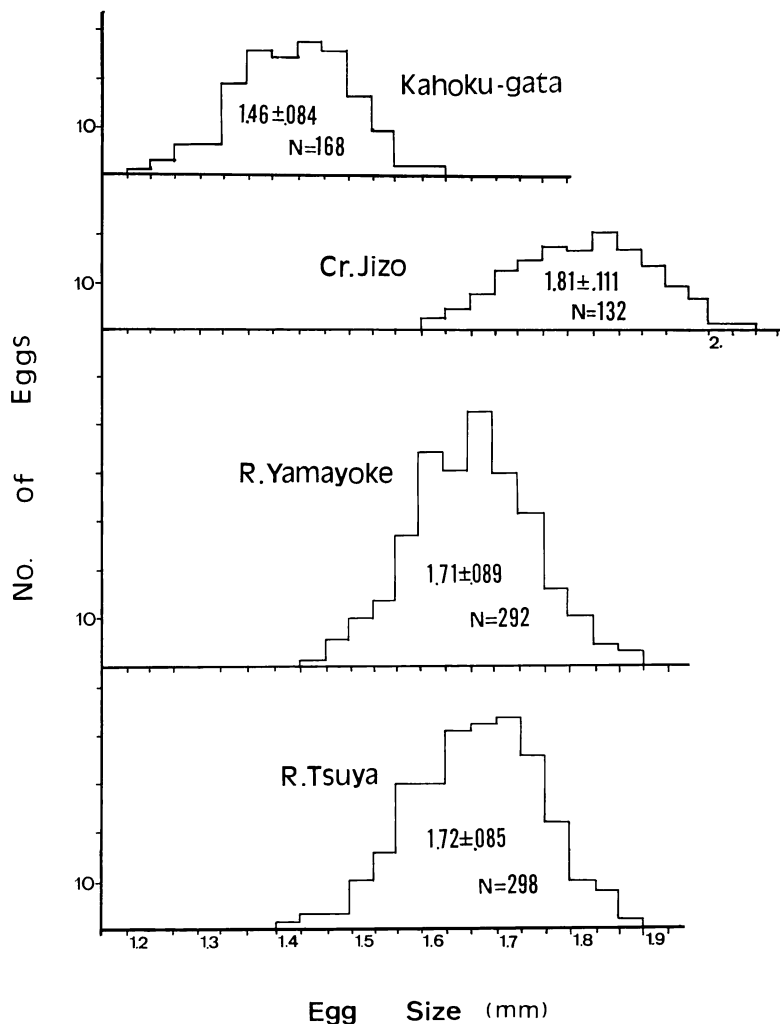 Kahoku-gata
10
1.46±.084
N=168
Cr.Jizo
10
1.81±.111
N=132
2.
No. of Eggs
R.Yamayoke
1.71±.089
10
N=292
R.Tsuya
1.72±.085
10
N=298
1.2 1.3 1.4 1.5 1.6 1.7 1.8 1.9
Egg Size (mm)